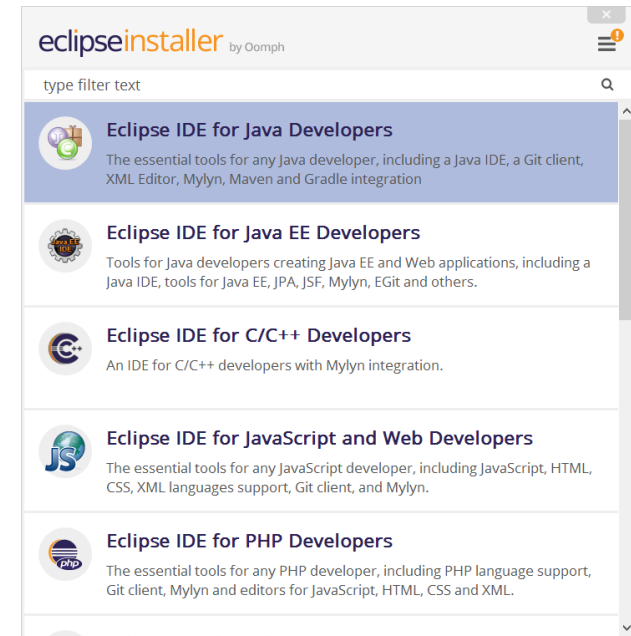 eclipseinstaller by Oomph
type filter text
Eclipse IDE for Java Developers
The essential tools for any Java developer, including a Java IDE, a Git client,
XML Editor, Mylyn, Maven and Gradle integration
Java EE
IDE
Eclipse IDE for Java EE Developers
Tools for Java developers creating Java EE and Web applications, including a
Java IDE, tools for Java EE, JPA, JSF, Mylyn, EGit and others.
C++
Eclipse IDE for C/C++ Developers
An IDE for C/C++ developers with Mylyn integration.
JS
Eclipse IDE for JavaScript and Web Developers
The essential tools for any JavaScript developer, including JavaScript, HTML,
CSS, XML languages support, Git client, and Mylyn.
php
Eclipse IDE for PHP Developers
The essential tools for any PHP developer, including PHP language support,
Git client, Mylyn and editors for JavaScript, HTML, CSS and XML.